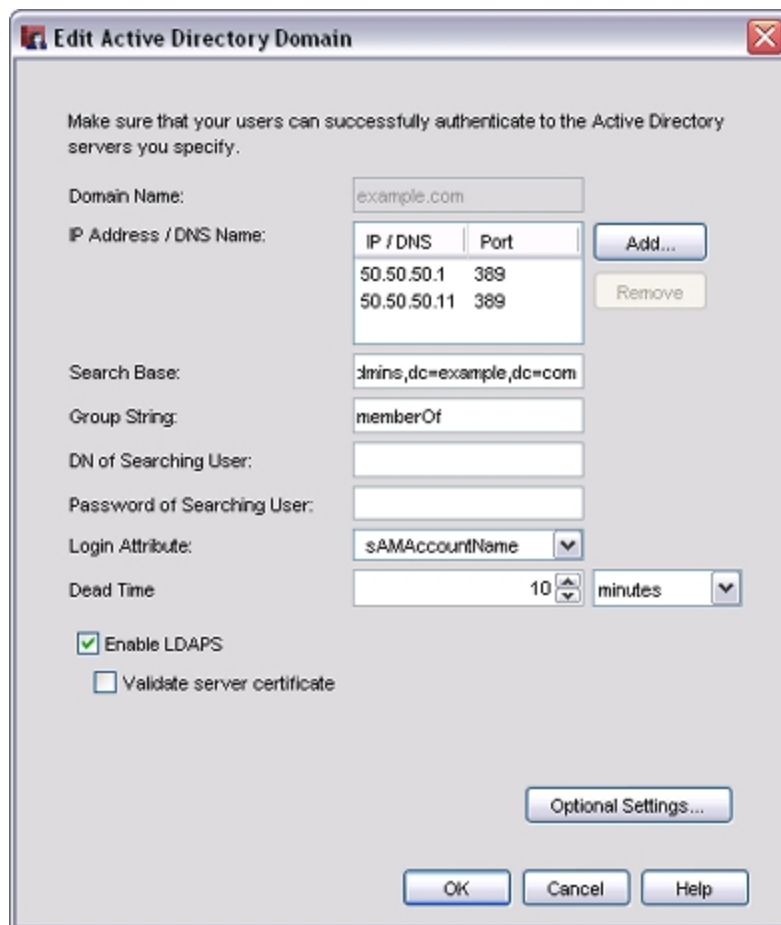 Edit Active Directory Domain
Make sure that your users can successfully authenticate to the Active Directory
servers you specify.
Domain Name: example.com
IP Address / DNS Name:
IP / DNS Port
Add...
50.50.50.1 389
50.50.50.11 389
Remove
Search Base: dmins,dc=example,dc=com
Group String: memberOf
DN of Searching User:
Password of Searching User:
Login Attribute: sAMAccountName
Dead Time 10 minutes
Enable LDAPS
Validate server certificate
Optional Settings...
OK Cancel Help